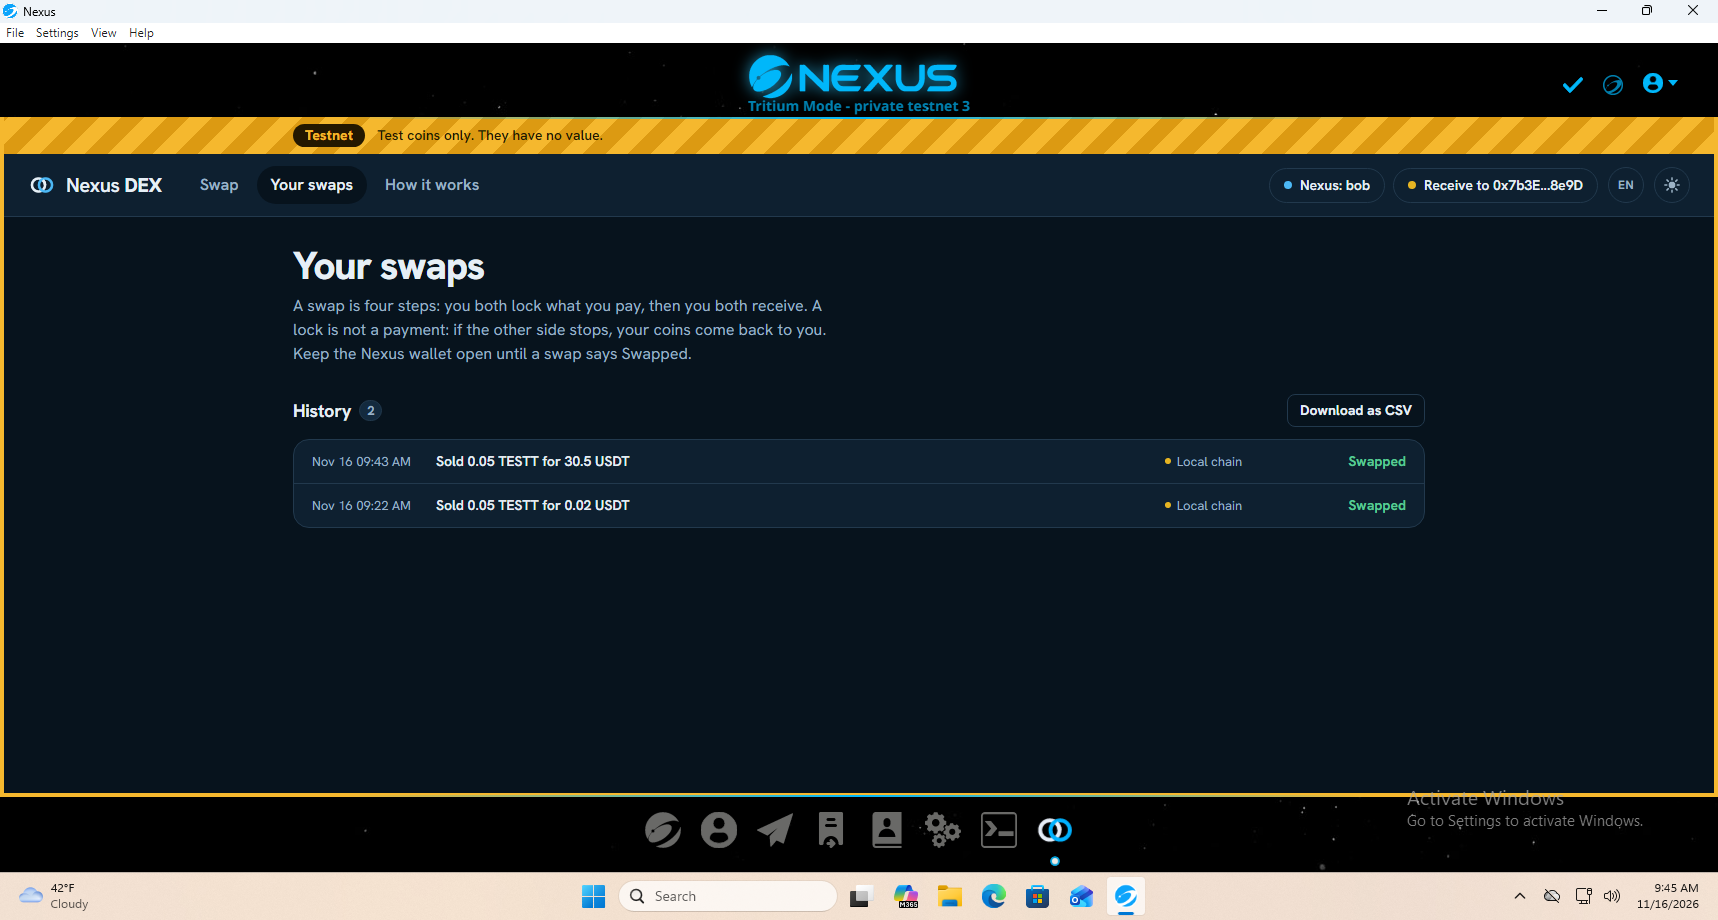 Nexus
File Settings View Help
NEXUS
Tritium Mode - private testnet 3
Testnet Test coins only. They have no value.
Nexus DEX Swap Your swaps How it works Nexus: bob Receive to 0x7b3E...8e9D EN
Your swaps
A swap is four steps: you both lock what you pay, then you both receive. A
lock is not a payment: if the other side stops, your coins come back to you.
Keep the Nexus wallet open until a swap says Swapped.
History 2 Download as CSV
Nov 16 09:43 AM Sold 0.05 TESTT for 30.5 USDT Local chain Swapped
Nov 16 09:22 AM Sold 0.05 TESTT for 0.02 USDT Local chain Swapped
Activate Windows
Go to Settings to activate Windows.
42°F
Cloudy
Search
M365
9:45 AM
11/16/2026